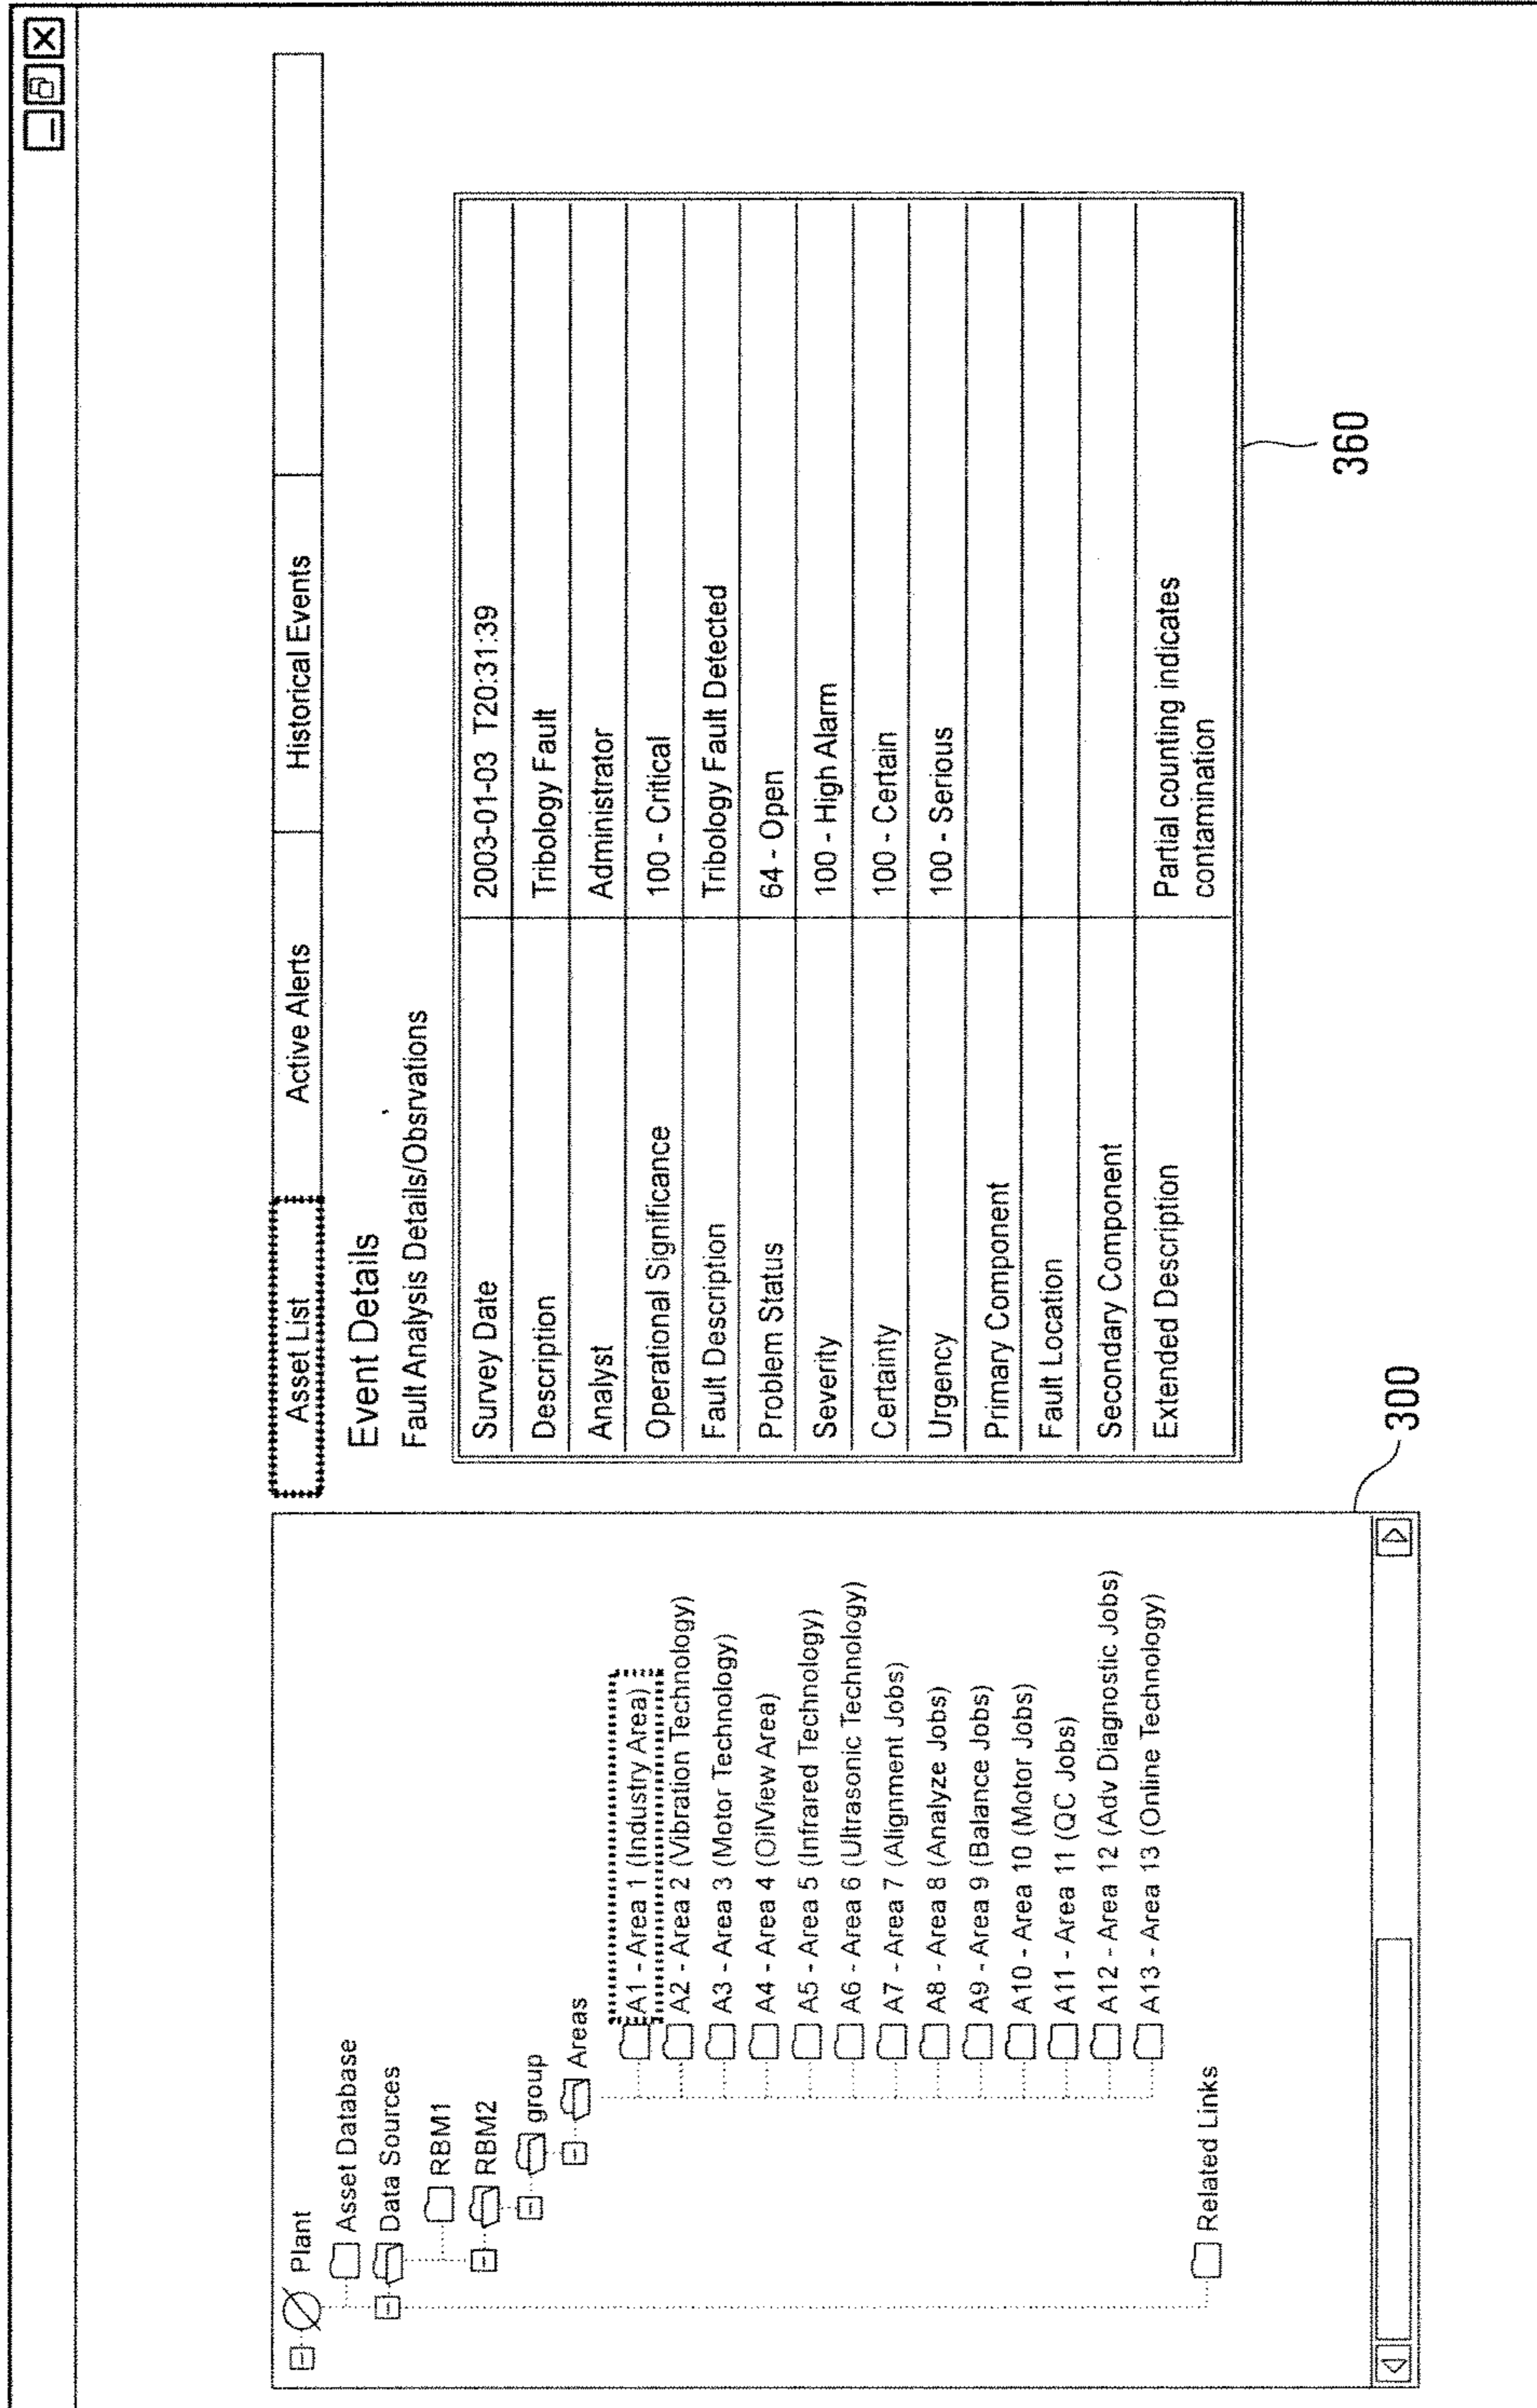 Plant
Asset Database
Data Sources
RBM1
RBM2
group
Areas
A1 - Area 1 (Industry Area)
A2 - Area 2 (Vibration Technology)
A3 - Area 3 (Motor Technology)
A4 - Area 4 (OilView Area)
A5 - Area 5 (Infrared Technology)
A6 - Area 6 (Ultrasonic Technology)
A7 - Area 7 (Alignment Jobs)
A8 - Area 8 (Analyze Jobs)
A9 - Area 9 (Balance Jobs)
A10 - Area 10 (Motor Jobs)
A11 - Area 11 (QC Jobs)
A12 - Area 12 (Adv Diagnostic Jobs)
A13 - Area 13 (Online Technology)
Related Links
300
Asset List Active Alerts Historical Events
Event Details
Fault Analysis Details/Obsrvations
Survey Date 2003-01-03 T20:31:39
Description Tribology Fault
Analyst Administrator
Operational Significance 100 - Critical
Fault Description Tribology Fault Detected
Problem Status 64 - Open
Severity 100 - High Alarm
Certainty 100 - Certain
Urgency 100 - Serious
Primary Component
Fault Location
Secondary Component
Extended Description Partial counting indicates
contamination
360